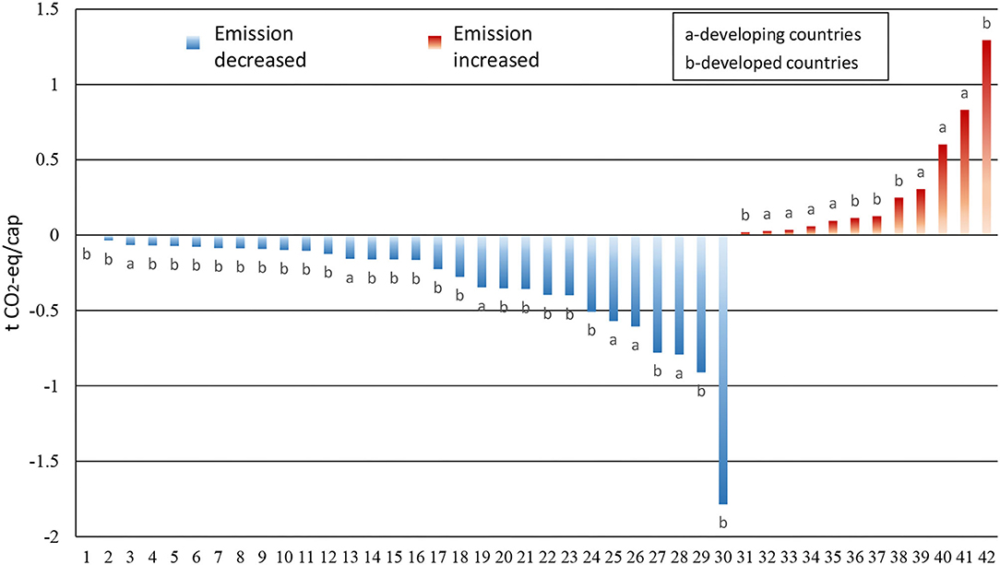 1.5
Emission
decreased
Emission
increased
a-developing countries
b-developed countries
1
0.5
0
-0.5
-1
-1.5
-2
t CO2-eq/cap
b b a b b b b b b b b b a b b b b b a b b b b b a a b a b b b a a a a b b b a a a b
1 2 3 4 5 6 7 8 9 10 11 12 13 14 15 16 17 18 19 20 21 22 23 24 25 26 27 28 29 30 31 32 33 34 35 36 37 38 39 40 41 42